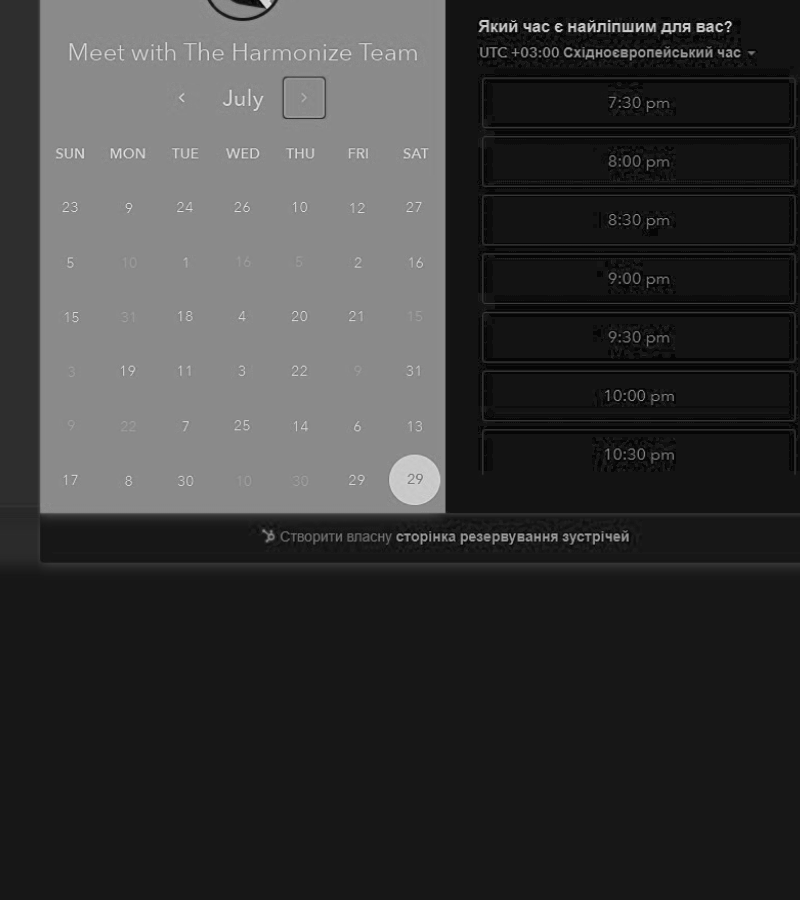 Meet with The Harmonize Team
July
SUN MON TUE WED THU FRI SAT
23 9 24 26 10 12 27
5 10 1 16 5 2 16
15 31 18 4 20 21 15
3 19 11 3 22 9 31
9 22 7 25 14 6 13
17 8 30 10 30 29 29
Який час є найліпшим для вас?
UTC +03:00 Східноєвропейський час
7:30 pm
8:00 pm
8:30 pm
9:00 pm
9:30 pm
10:00 pm
10:30 pm
Створити власну сторінка резервування зустрічей